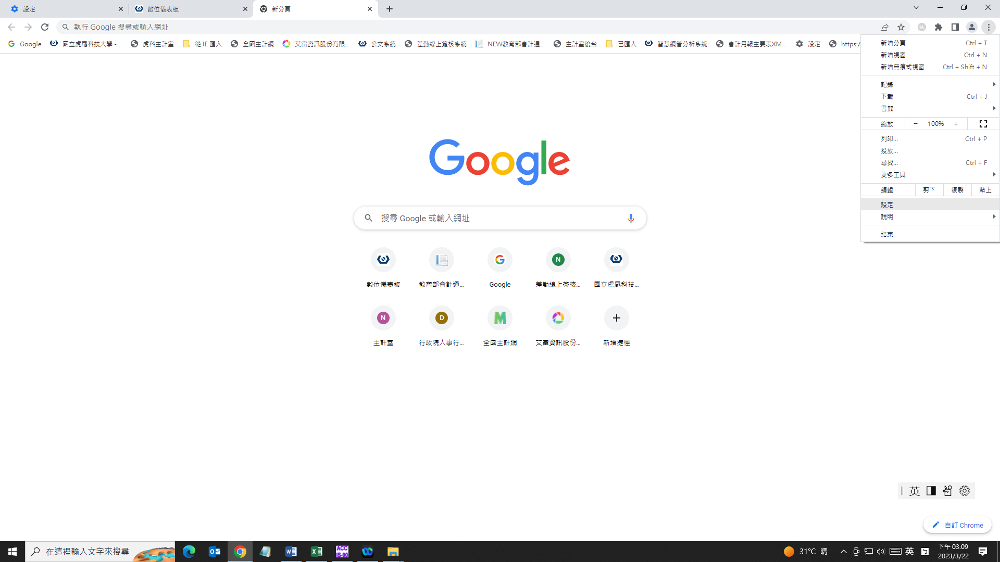 設定
數位儀表板
新分頁
執行 Google 搜尋或輸入網址
Google
國立虎尾科技大學 -...
虎科主計室
從 IE 匯入
全國主計網
艾富資訊股份有限...
公文系統
差勤線上簽核系統
NEW教育部會計通...
主計室後台
已匯入
智慧網管分析系統
會計月報主要表XM...
設定
https:/
新增分頁 Ctrl + T
新增視窗 Ctrl + N
新增無痕式視窗 Ctrl + Shift + N
記錄
下載 Ctrl + J
書籤
縮放 − 100% +
列印... Ctrl + P
投放...
尋找... Ctrl + F
更多工具
編輯 剪下 複製 貼上
設定
說明
結束
Google
搜尋 Google 或輸入網址
數位儀表板
教育部會計通...
Google
N
差勤線上簽核...
國立虎尾科技...
N
主計室
D
行政院人事行...
M
全國主計網
艾富資訊股份...
新增捷徑
英
自訂 Chrome
在這裡輸入文字來搜尋
ACC
IS-90
31°C 晴
英
下午 03:09
2023/3/22